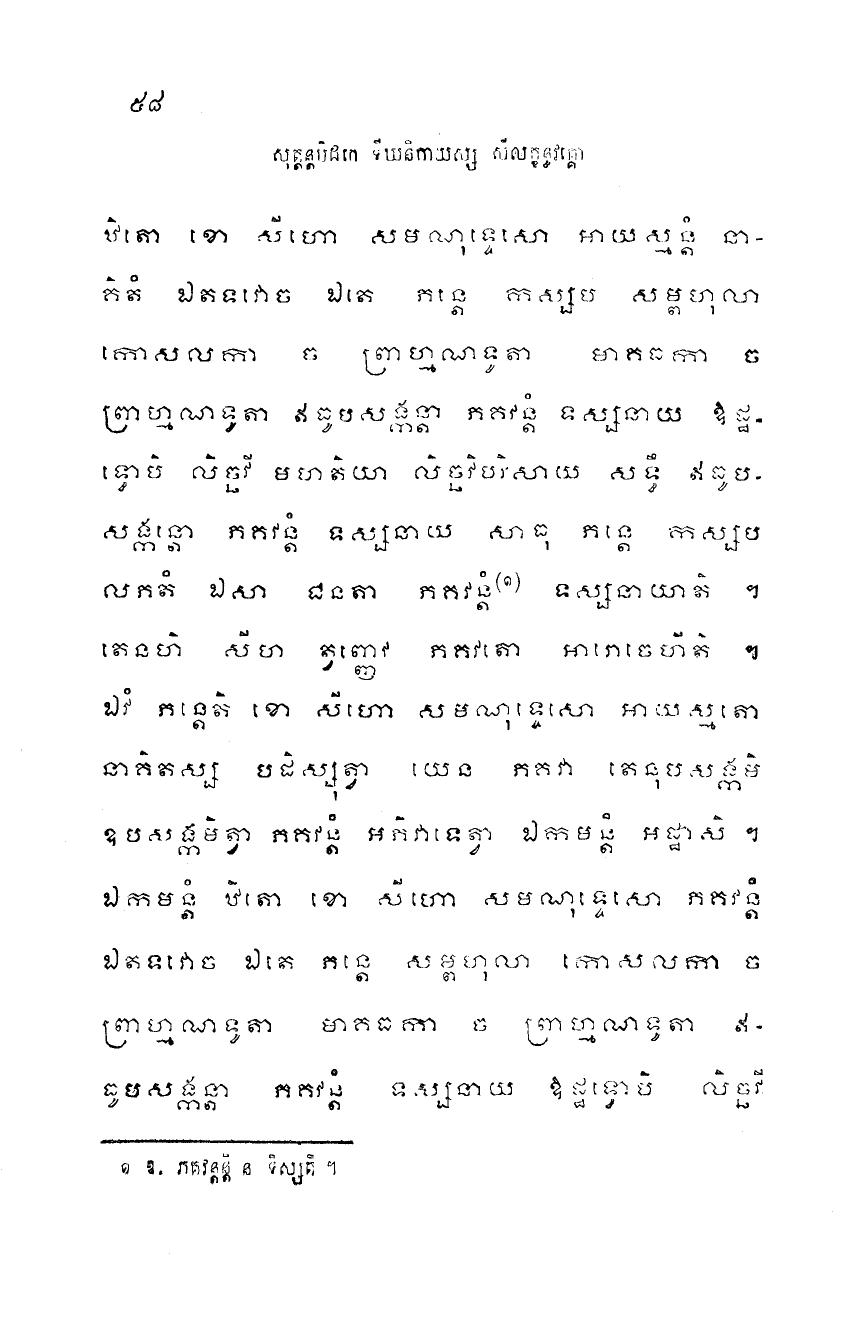 ៥៨
សុត្តន្តបិដកេ ទីឃនិកាយស្ស សីលក្ខន្ធវគ្គោ
ឋិតោ ខោ សីហោ សមណុទ្ទេសោ អាយស្មន្តំ នា-
គិតំ ឯតទវោច ឯតេ ភន្តេ កស្សប សម្ពហុលា
កោសលកា ច ព្រាហ្មណទូតា មាគធកា ច
ព្រាហ្មណទូតា ឥធូបសង្កន្តា ភគវន្តំ ទស្សនាយ ឱដ្ឋ-
ទ្ធោបិ លិច្ឆវី មហតិយា លិច្ឆវិបរិសាយ សទ្ធឹ ឥធូប-
សង្កន្តោ ភគវន្តំ ទស្សនាយ សាធុ ភន្តេ កស្សប
លភតំ ឯសា ជនតា ភគវន្តំ(១) ទស្សនាយាតិ ។
តេនហិ សីហ ត្វញ្ញេវ ភគវតោ អារោចេហីតិ ៗ
ឯវំ ភន្តេតិ ខោ សីហោ សមណុទ្ទេសោ អាយស្មតោ
នាគិតស្ស បដិស្សុត្វា យេន ភគវា តេនុបសង្កមិ
ឧបសង្កមិត្វា ភគវន្តំ អភិវាទេត្វា ឯកមន្តំ អដ្ឋាសិ ។
ឯកមន្តំ ឋិតោ ខោ សីហោ សមណុទ្ទេសោ ភគវន្តំ
ឯតទវោច ឯតេ ភន្តេ សម្ពហុលា កោសលកា ច
ព្រាហ្មណទូតា មាគធកា ច ព្រាហ្មណទូតា ឥ-
ធូបសង្កន្តា ភគវន្តំ ទស្សនាយ ឱដ្ឋទ្ធោបិ លិច្ឆវី
១ ឱ. ភគវន្តន្តិ ន ទិស្សតិ ។